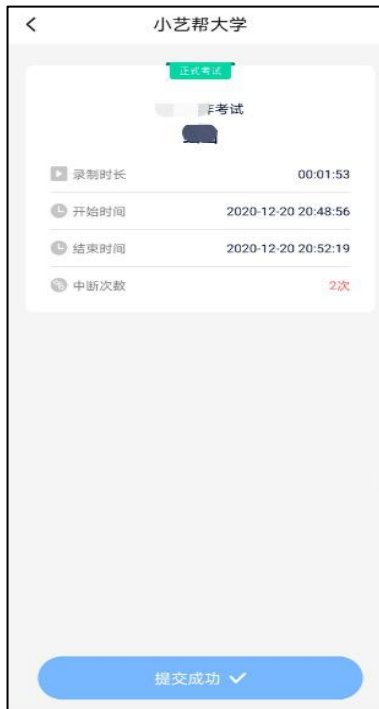 小艺帮大学
正式考试
考试
录制时长 00:01:53
开始时间 2020-12-20 20:48:56
结束时间 2020-12-20 20:52:19
中断次数 2次
提交成功